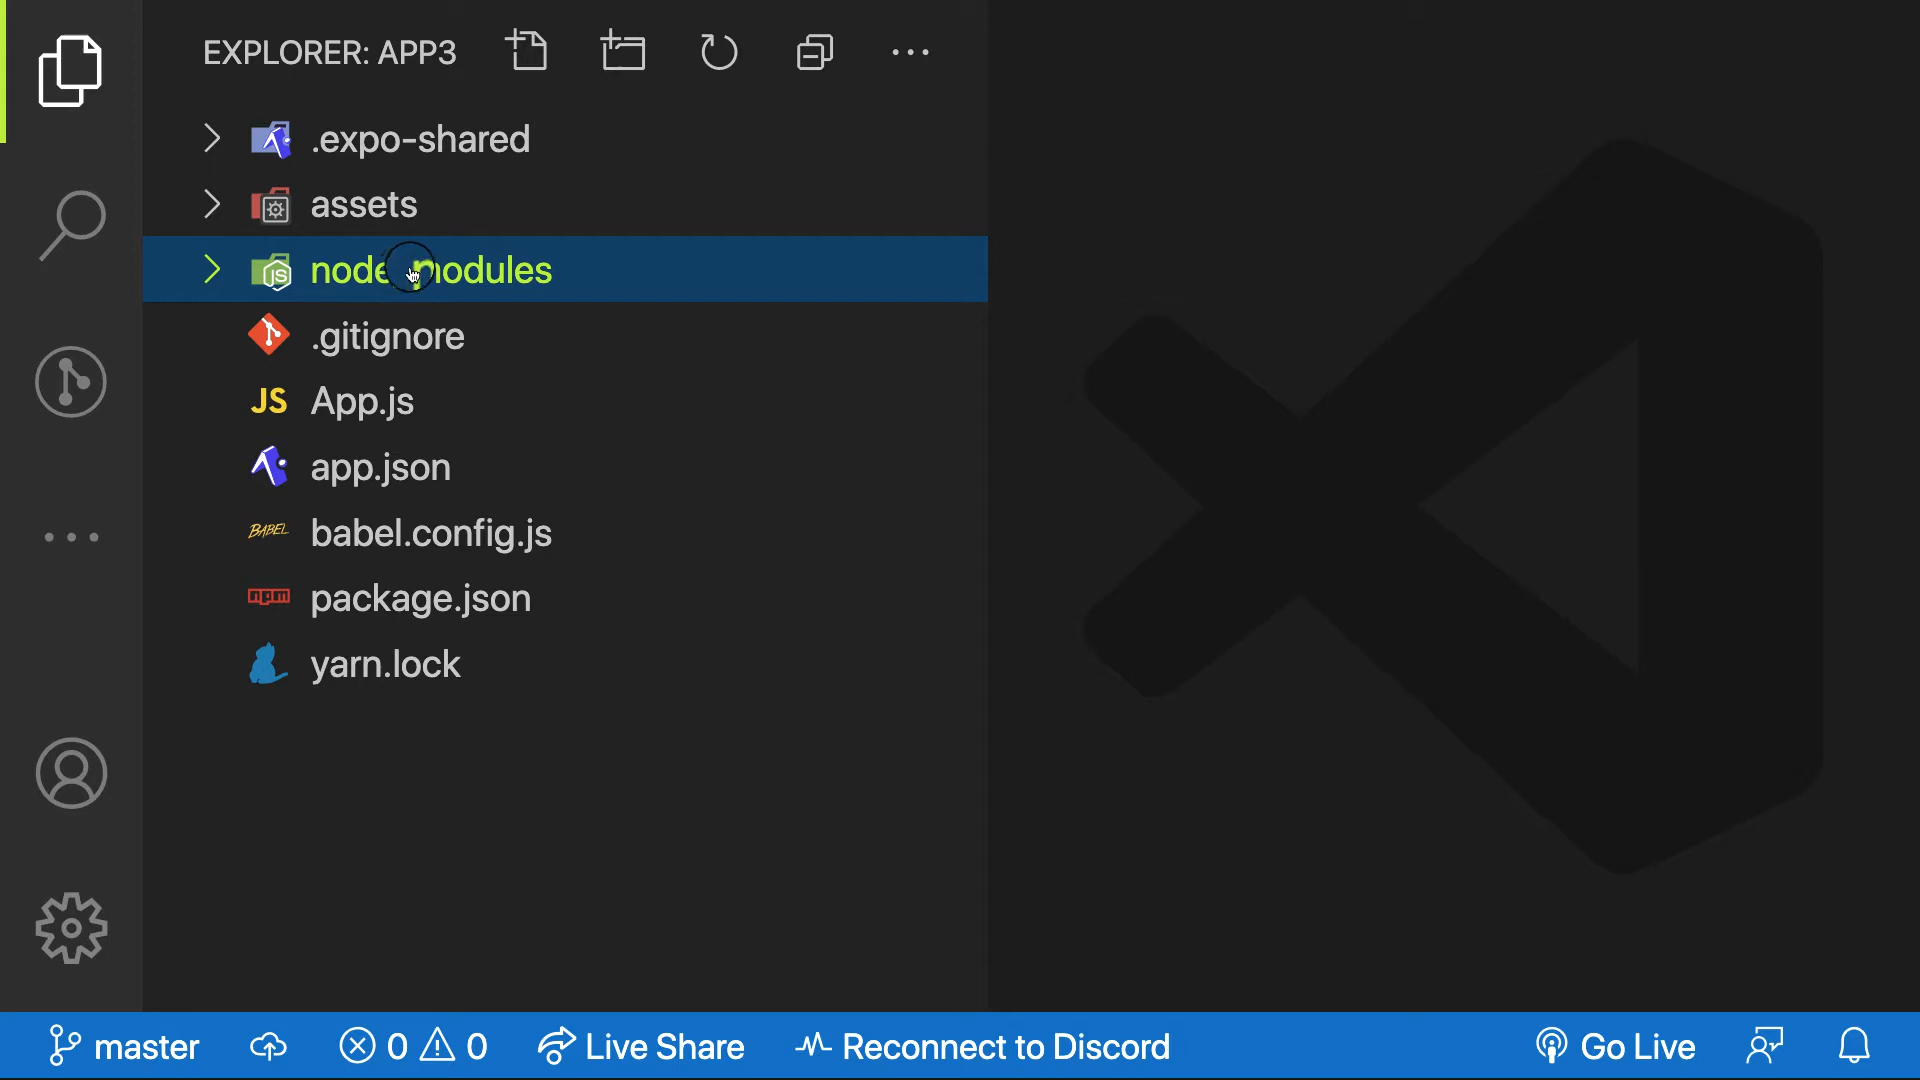 EXPLORER: APP3
.expo-shared
assets
node_modules
.gitignore
JS App.js
app.json
BABEL babel.config.js
npm package.json
yarn.lock
master 0 0 Live Share Reconnect to Discord Go Live